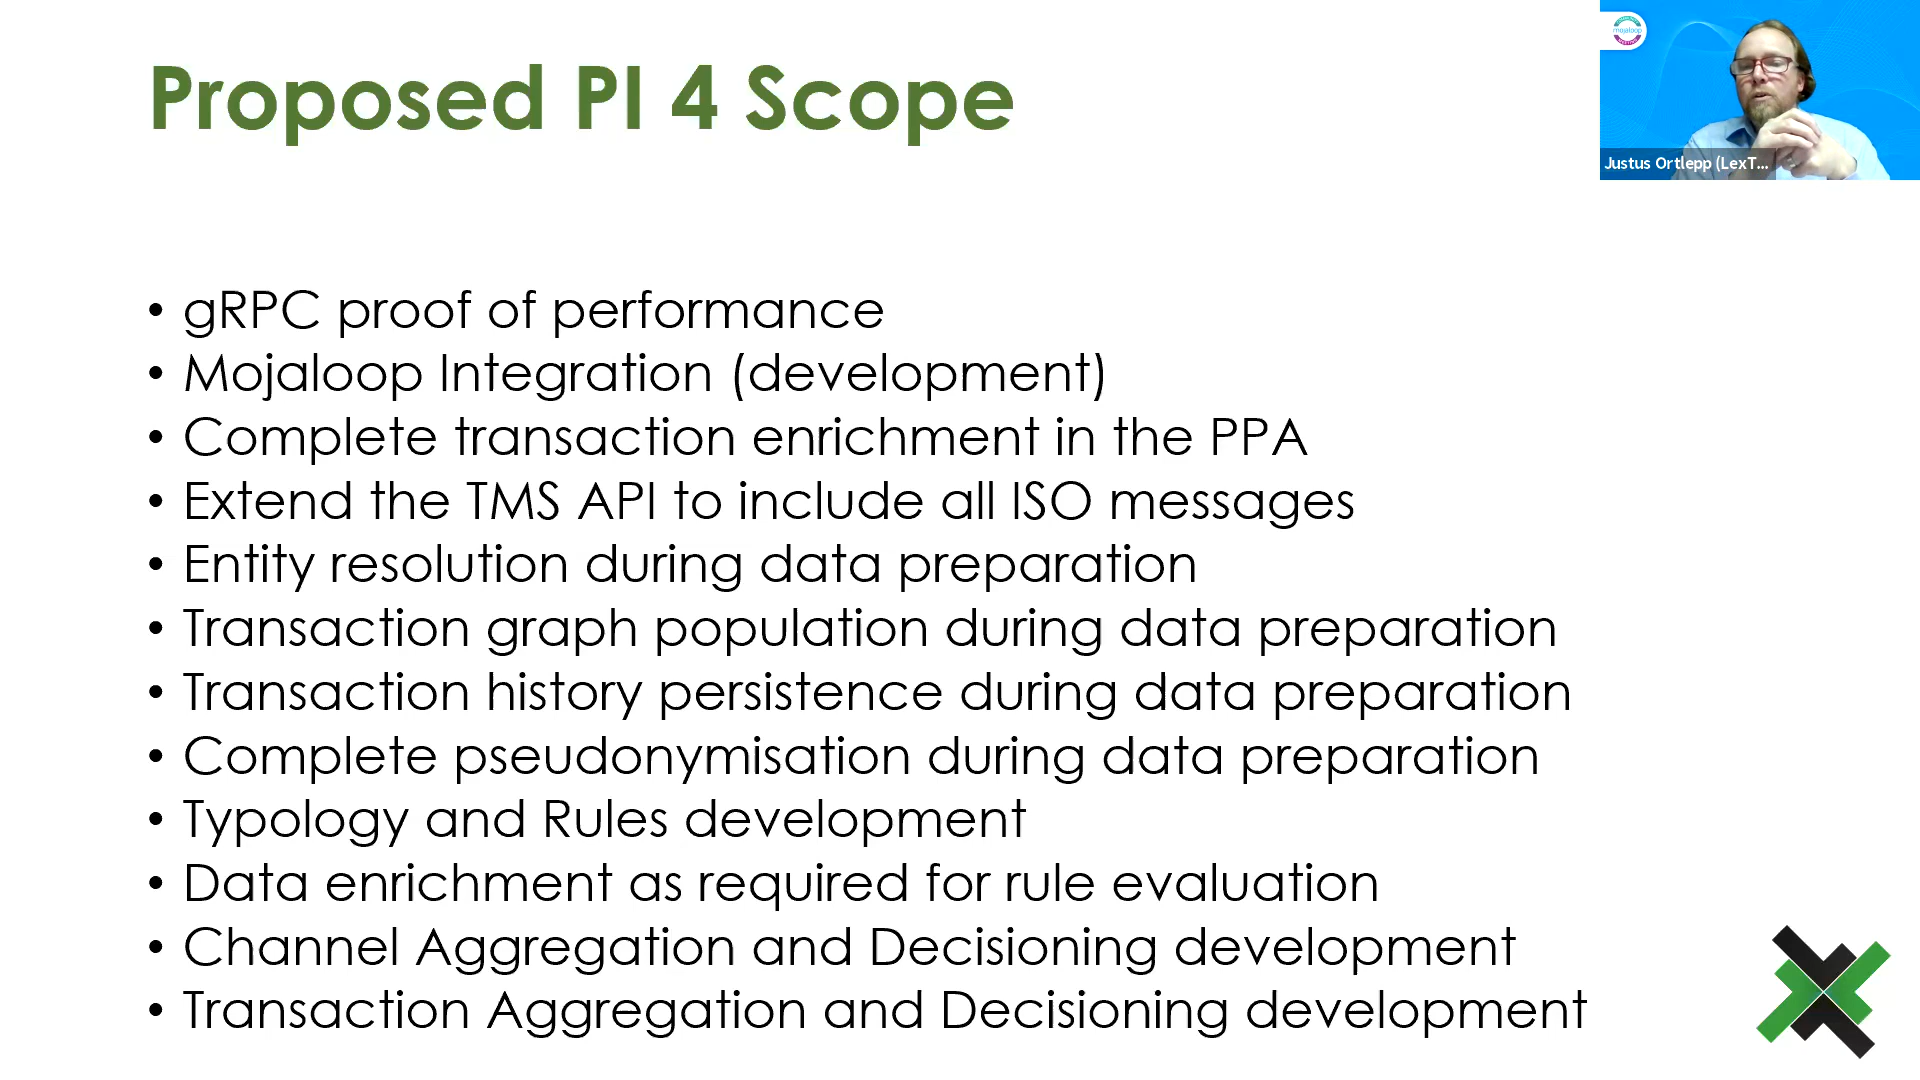 Proposed PI 4 Scope
mojaloop
Justus Ortlepp (LexT...
• gRPC proof of performance
• Mojaloop Integration (development)
• Complete transaction enrichment in the PPA
• Extend the TMS API to include all ISO messages
• Entity resolution during data preparation
• Transaction graph population during data preparation
• Transaction history persistence during data preparation
• Complete pseudonymisation during data preparation
• Typology and Rules development
• Data enrichment as required for rule evaluation
• Channel Aggregation and Decisioning development
• Transaction Aggregation and Decisioning development